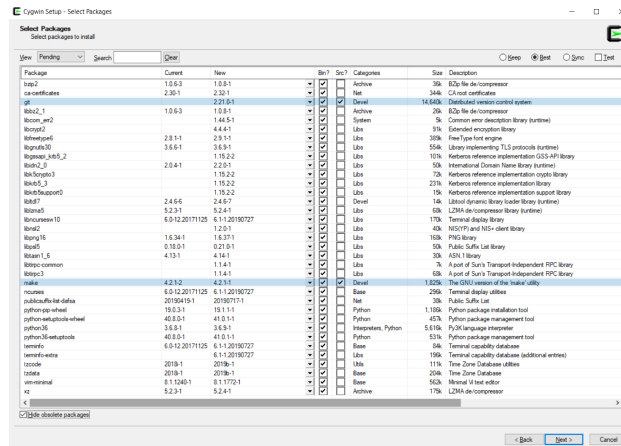 Cygwin Setup - Select Packages
Select Packages
Select packages to install
View Pending Search Clear Keep Best Sync Test
Package Current New Bin? Src? Categories Size Description
bzip2 1.0.6-3 1.0.8-1 Archive 36k BZip file de/compressor
ca-certificates 2.30-1 2.32-1 Net 344k CA root certificates
git 2.21.0-1 Devel 14,640k Distributed version control system
libbz2_1 1.0.6-3 1.0.8-1 Archive 26k BZip file de/compressor
libcom_err2 1.44.5-1 System 5k Common error description library (runtime)
libcrypt2 4.4.4-1 Libs 91k Extended encryption library
libfreetype6 2.8.1-1 2.9.1-1 Libs 389k FreeType font engine
libgnutls30 3.6.6-1 3.6.9-1 Libs 554k Library implementing TLS protocols (runtime)
libgssapi_krb5_2 1.15.2-2 Libs 101k Kerberos reference implementation GSS-API library
libidn2_0 2.0.4-1 2.2.0-1 Libs 50k International Domain Name library (runtime)
libk5crypto3 1.15.2-2 Libs 72k Kerberos reference implementation crypto library
libkrb5_3 1.15.2-2 Libs 231k Kerberos reference implementation library
libkrb5support0 1.15.2-2 Libs 15k Kerberos reference implementation support library
libltdl7 2.4.6-6 2.4.6-7 Devel 14k Libtool dynamic library loader library (runtime)
liblzma5 5.2.3-1 5.2.4-1 Libs 68k LZMA de/compressor library (runtime)
libncursesw10 6.0-12.20171125 6.1-1.20190727 Libs 170k Terminal display library
libnsl2 1.2.0-1 Libs 40k NIS(YP) and NIS+ client library
libpng16 1.6.34-1 1.6.37-1 Libs 168k PNG library
libpsl5 0.18.0-1 0.21.0-1 Libs 50k Public Suffix List library
libtasn1_6 4.13-1 4.14-1 Libs 30k ASN.1 library
libtirpc-common 1.1.4-1 Libs 7k A port of Sun's Transport-Independent RPC library
libtirpc3 1.1.4-1 Libs 68k A port of Sun's Transport-Independent RPC library
make 4.2.1-2 4.2.1-1 Devel 1,825k The GNU version of the 'make' utility
ncurses 6.0-12.20171125 6.1-1.20190727 Base 296k Terminal display utilities
publicsuffix-list-dafsa 20190419-1 20190717-1 Net 38k Public Suffix List
python-pip-wheel 19.0.3-1 19.1.1-1 Python 1,186k Python package installation tool
python-setuptools-wheel 40.8.0-1 41.0.1-1 Python 457k Python package management tool
python36 3.6.8-1 3.6.9-1 Interpreters, Python 5,616k Py3K language interpreter
python36-setuptools 40.8.0-1 41.0.1-1 Python 531k Python package management tool
terminfo 6.0-12.20171125 6.1-1.20190727 Base 84k Terminal capability database
terminfo-extra 6.1-1.20190727 Libs 196k Terminal capability database (additional entries)
tzcode 2018i-1 2019b-1 Utils 111k Time Zone Database utilities
tzdata 2018i-1 2019b-1 Base 204k Time Zone Database
vim-minimal 8.1.1240-1 8.1.1772-1 Base 562k Minimal Vi text editor
xz 5.2.3-1 5.2.4-1 Archive 175k LZMA de/compressor
Hide obsolete packages
< Back Next > Cancel